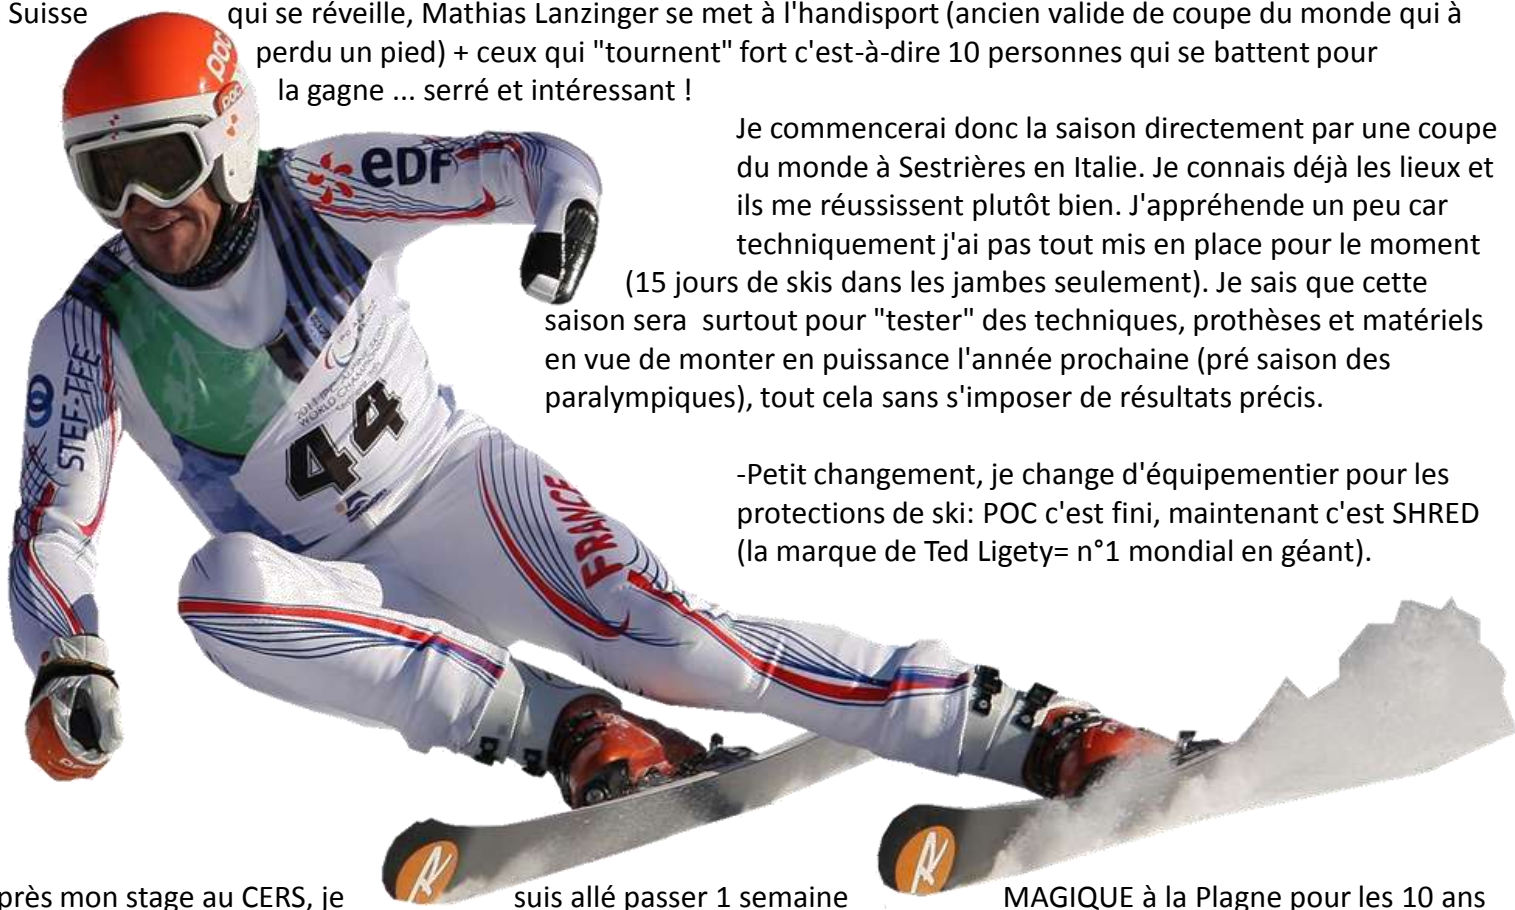 Suisse qui se réveille, Mathias Lanzinger se met à l'handisport (ancien valide de coupe du monde qui à
perdu un pied) + ceux qui "tournent" fort c'est-à-dire 10 personnes qui se battent pour
la gagne ... serré et intéressant !
Je commencerai donc la saison directement par une coupe
du monde à Sestrières en Italie. Je connais déjà les lieux et
ils me réussissent plutôt bien. J'appréhende un peu car
techniquement j'ai pas tout mis en place pour le moment
(15 jours de skis dans les jambes seulement). Je sais que cette
saison sera surtout pour "tester" des techniques, prothèses et matériels
en vue de monter en puissance l'année prochaine (pré saison des
paralympiques), tout cela sans s'imposer de résultats précis.
-Petit changement, je change d'équipementier pour les
protections de ski: POC c'est fini, maintenant c'est SHRED
(la marque de Ted Ligety= n°1 mondial en géant).
près mon stage au CERS, je suis allé passer 1 semaine MAGIQUE à la Plagne pour les 10 ans
POC
POC
eDF
STEF-TFE
WORLD CHAMPIONSHIPS
44
FRANCE
R
R